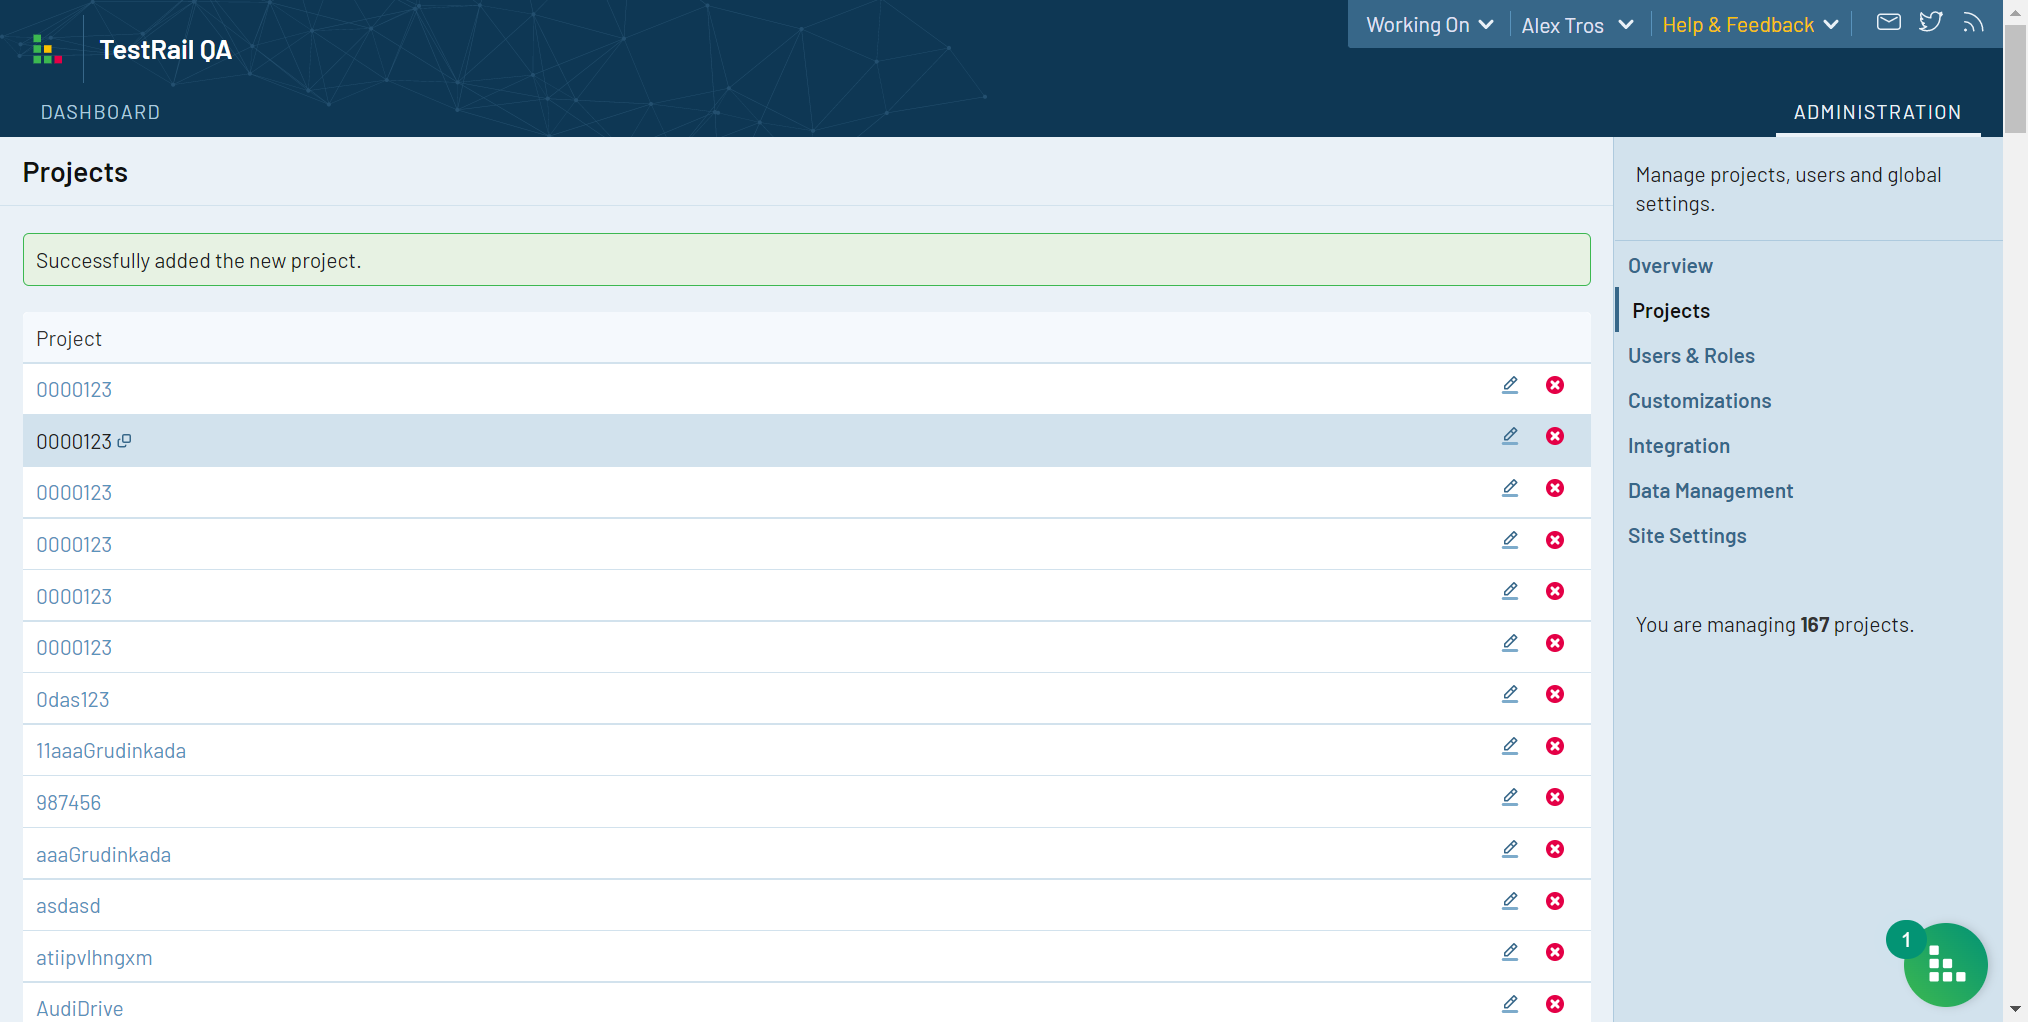 TestRail QA
Working On
Alex Tros
Help & Feedback
DASHBOARD
ADMINISTRATION
Projects
Successfully added the new project.
Project
0000123
0000123
0000123
0000123
0000123
0000123
0das123
11aaaGrudinkada
987456
aaaGrudinkada
asdasd
atiipvlhngxm
AudiDrive
Manage projects, users and global
settings.
Overview
Projects
Users & Roles
Customizations
Integration
Data Management
Site Settings
You are managing 167 projects.
1